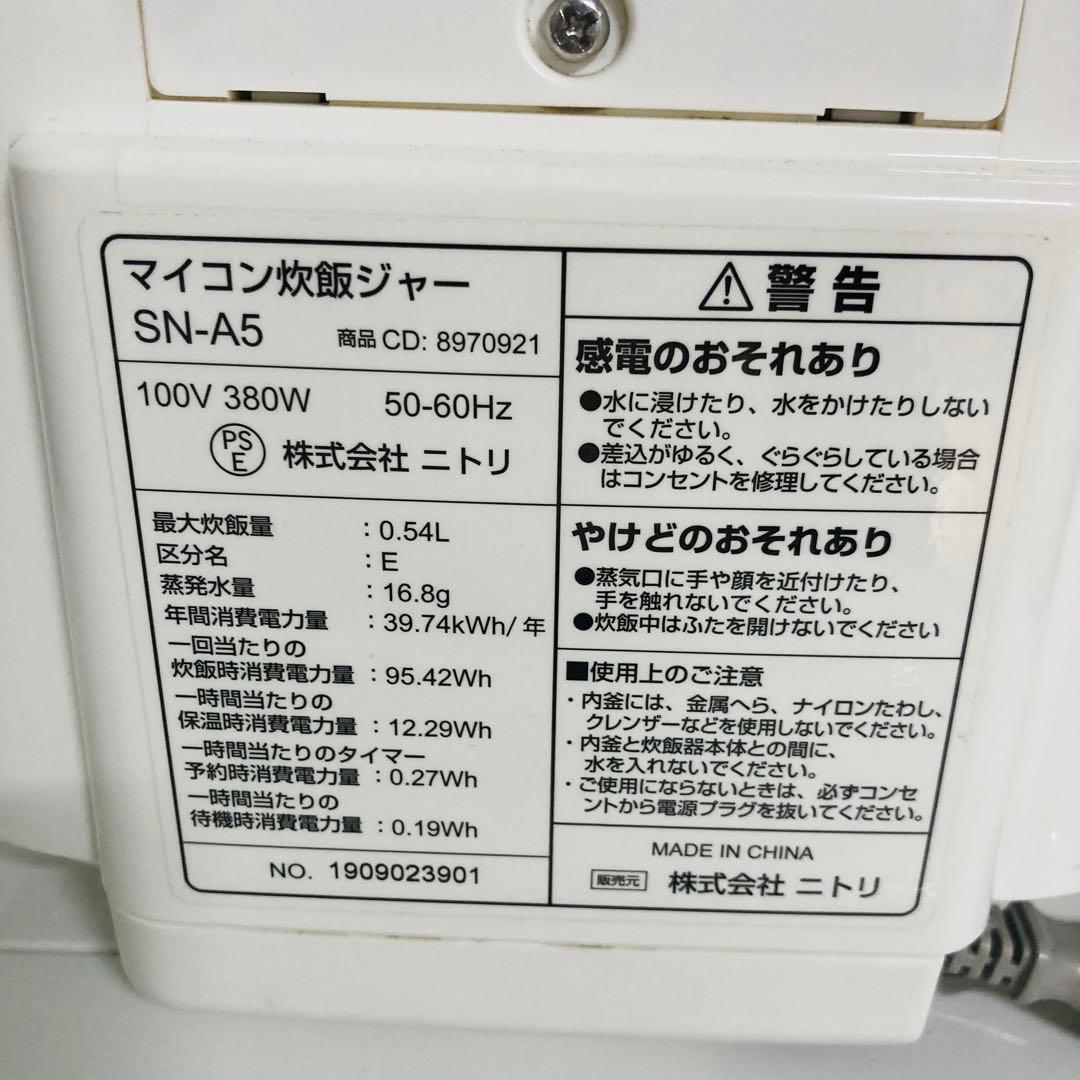 マイコン炊飯ジャー
SN-A5 商品 CD: 8970921
100V 380W 50-60Hz
PS
E
株式会社 ニトリ
最大炊飯量 : 0.54L
区分名 : E
蒸発水量 : 16.8g
年間消費電力量 : 39.74kWh/年
一回当たりの
炊飯時消費電力量 : 95.42Wh
一時間当たりの
保温時消費電力量 : 12.29Wh
一時間当たりのタイマー
予約時消費電力量 : 0.27Wh
一時間当たりの
待機時消費電力量 : 0.19Wh
NO. 1909023901
警告
感電のおそれあり
●水に浸けたり、水をかけたりしない
でください。
●差込がゆるく、ぐらぐらしている場合
はコンセントを修理してください。
やけどのおそれあり
●蒸気口に手や顔を近付けたり、
手を触れないでください。
●炊飯中はふたを開けないでください
■使用上のご注意
・内釜には、金属へら、ナイロンたわし、
クレンザーなどを使用しないでください。
・内釜と炊飯器本体との間に、
水を入れないでください。
・ご使用にならないときは、必ずコンセ
ントから電源プラグを抜いてください。
MADE IN CHINA
販売元 株式会社 ニトリ